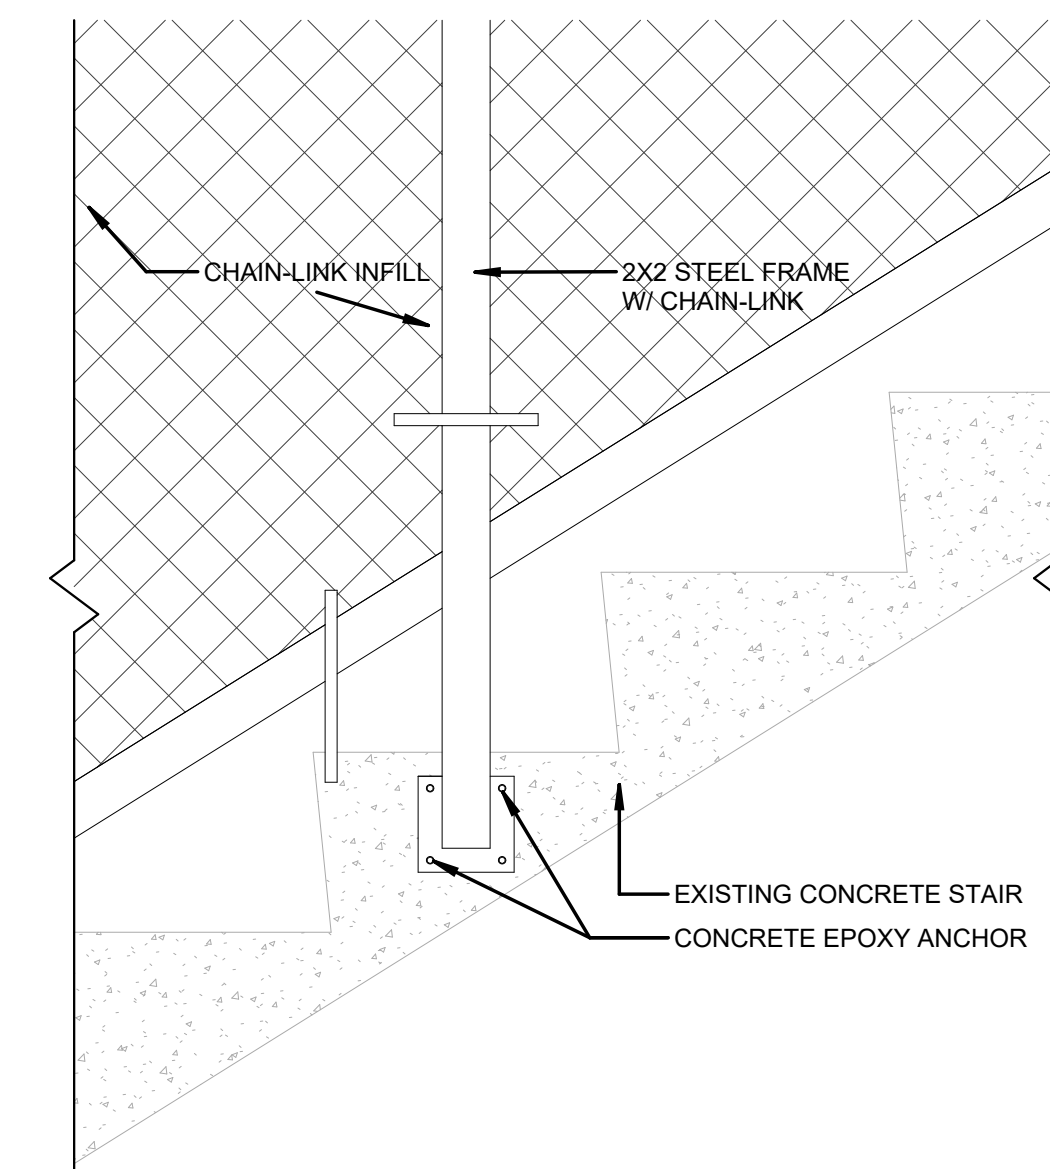 CHAIN-LINK INFILL
2X2 STEEL FRAME
W/ CHAIN-LINK
EXISTING CONCRETE STAIR
CONCRETE EPOXY ANCHOR